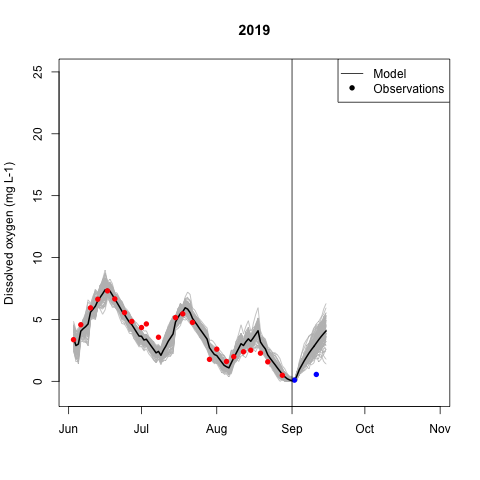 2019
Dissolved oxygen (mg L-1)
25
20
15
10
5
0
Model
Observations
Jun Jul Aug Sep Oct Nov